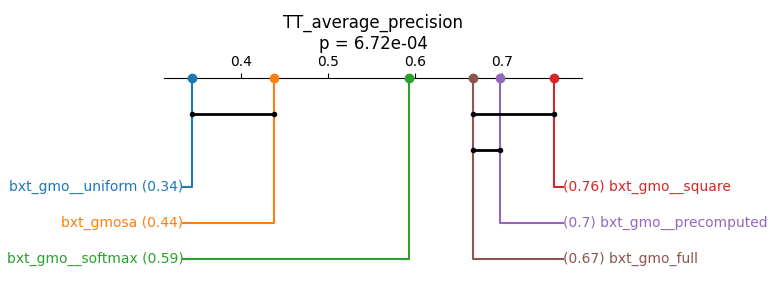 TT_average_precision
p = 6.72e-04
0.4 0.5 0.6 0.7
bxt_gmo__uniform (0.34)
(0.76) bxt_gmo__square
bxt_gmosa (0.44)
(0.7) bxt_gmo__precomputed
bxt_gmo__softmax (0.59)
(0.67) bxt_gmo_full